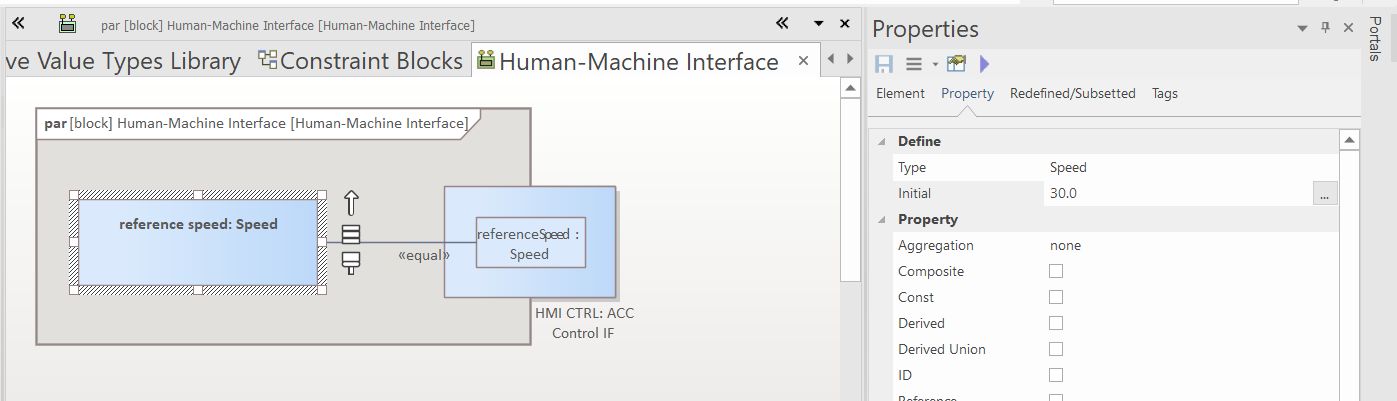 par [block] Human-Machine Interface [Human-Machine Interface]
ve Value Types Library
Constraint Blocks
Human-Machine Interface
par [block] Human-Machine Interface [Human-Machine Interface]
reference speed: Speed
«equal»
referenceSpeed :
Speed
HMI CTRL: ACC
Control IF
Properties
Element Property Redefined/Subsetted Tags
Define
Type Speed
Initial 30.0
...
Property
Aggregation none
Composite
Const
Derived
Derived Union
ID
Reference
Portals